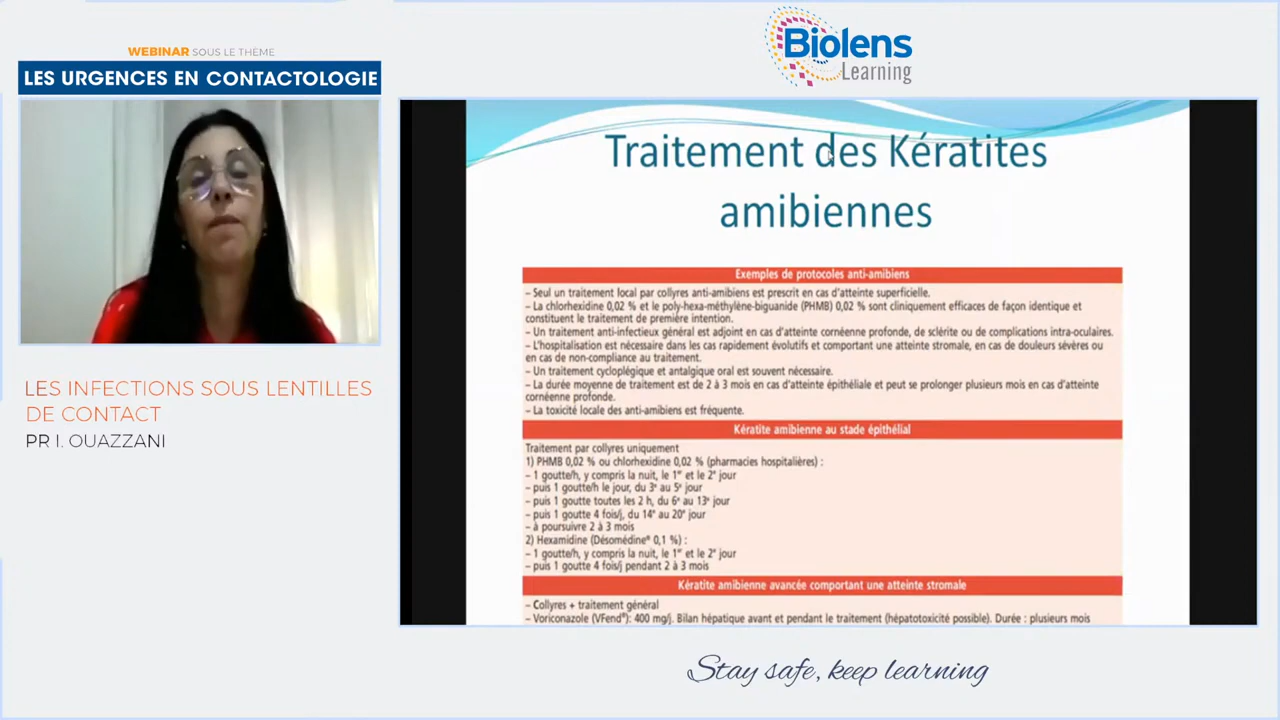 WEBINAR SOUS LE THÈME
LES URGENCES EN CONTACTOLOGIE
Biolens
Learning
LES INFECTIONS SOUS LENTILLES
DE CONTACT
PR I. OUAZZANI
Traitement des Kératites
amibiennes
Exemples de protocoles anti-amibiens
– Seul un traitement local par collyres anti-amibiens est prescrit en cas d'atteinte superficielle.
– La chlorhexidine 0,02 % et le poly-hexa-méthylène-biguanide (PHMB) 0,02 % sont cliniquement efficaces de façon identique et
constituent le traitement de première intention.
– Un traitement anti-infectieux général est adjoint en cas d'atteinte cornéenne profonde, de sclérite ou de complications intra-oculaires.
– L'hospitalisation est nécessaire dans les cas rapidement évolutifs et comportant une atteinte stromale, en cas de douleurs sévères ou
en cas de non-compliance au traitement.
– Un traitement cycloplégique et antalgique oral est souvent nécessaire.
– La durée moyenne de traitement est de 2 à 3 mois en cas d'atteinte épithéliale et peut se prolonger plusieurs mois en cas d'atteinte
cornéenne profonde.
– La toxicité locale des anti-amibiens est fréquente.
Kératite amibienne au stade épithélial
Traitement par collyres uniquement
1) PHMB 0,02 % ou chlorhexidine 0,02 % (pharmacies hospitalières) :
– 1 goutte/h, y compris la nuit, le 1er et le 2e jour
– puis 1 goutte/h le jour, du 3e au 5e jour
– puis 1 goutte toutes les 2 h, du 6e au 13e jour
– puis 1 goutte 4 fois/j, du 14e au 20e jour
– à poursuivre 2 à 3 mois
2) Hexamidine (Désomédine® 0,1 %) :
– 1 goutte/h, y compris la nuit, le 1er et le 2e jour
– puis 1 goutte 4 fois/j pendant 2 à 3 mois
Kératite amibienne avancée comportant une atteinte stromale
– Collyres + traitement général
– Voriconazole (VFend®): 400 mg/j. Bilan hépatique avant et pendant le traitement (hépatotoxicité possible). Durée : plusieurs mois
Stay safe, keep learning